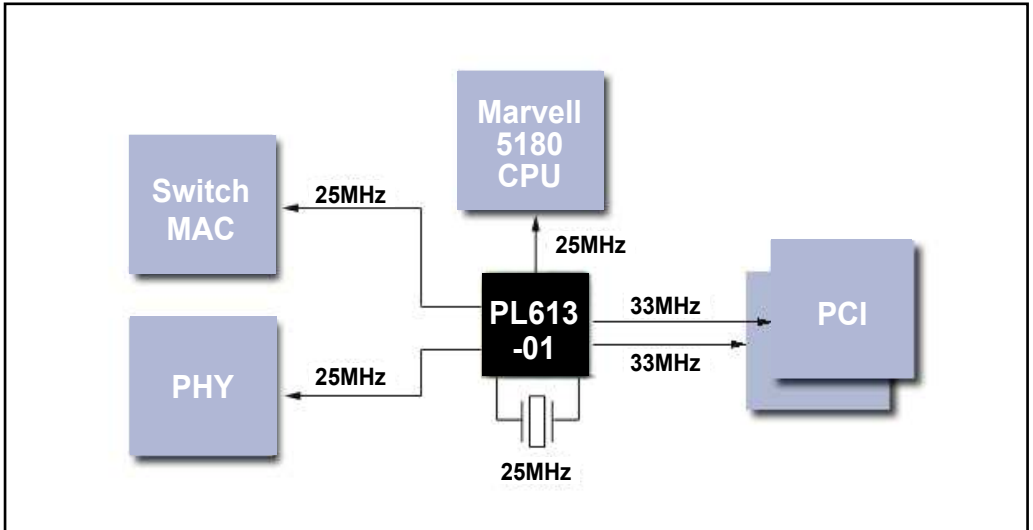 Marvell
5180
CPU
Switch
MAC
25MHz
25MHz
PL613
-01
33MHz
33MHz
PCI
PHY
25MHz
25MHz